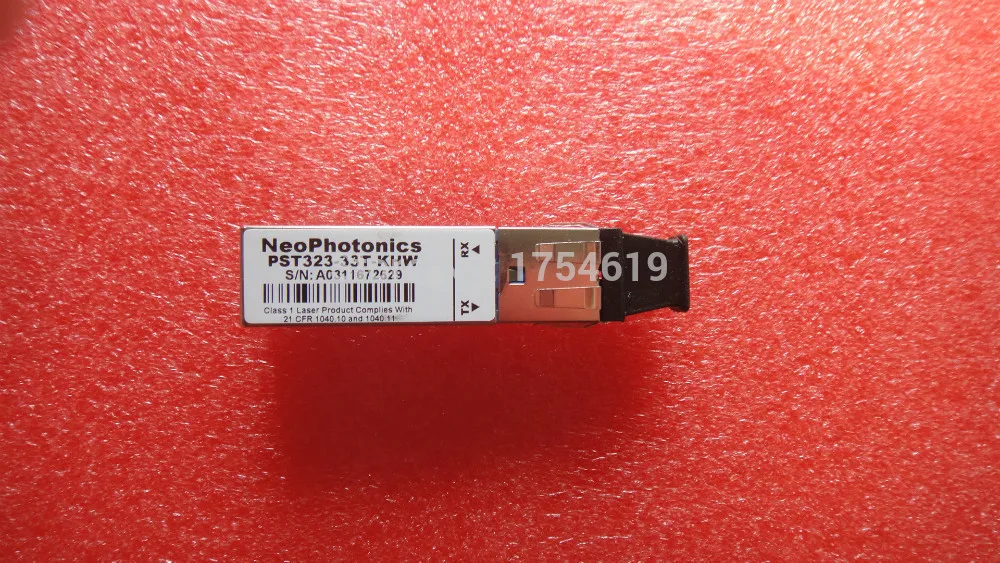 NeoPhotonics
PST323-33T-KHW
S/N: A0311672629
Class 1 Laser Product Complies With
21 CFR 1040.10 and 1040.11
RX
TX
1754619